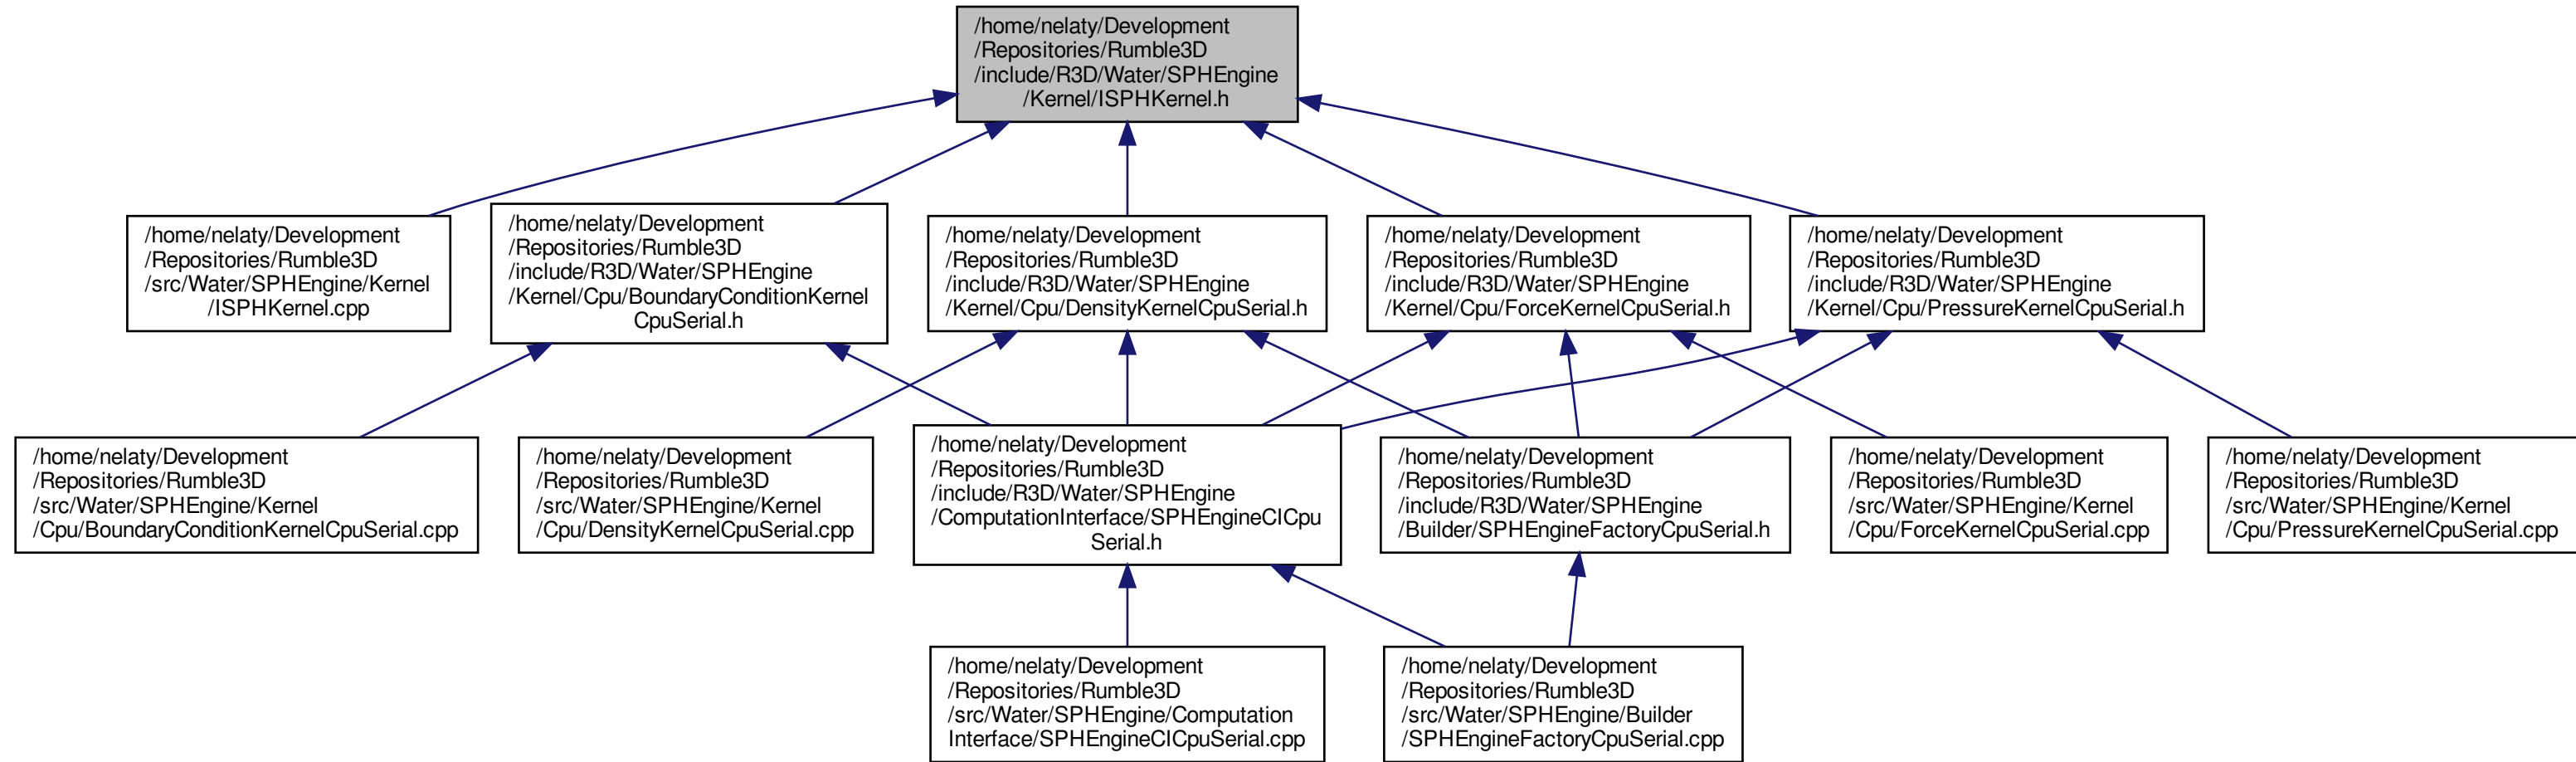 /home/nelaty/Development
/Repositories/Rumble3D
/include/R3D/Water/SPHEngine
/Kernel/ISPHKernel.h
/home/nelaty/Development
/Repositories/Rumble3D
/src/Water/SPHEngine/Kernel
/ISPHKernel.cpp
/home/nelaty/Development
/Repositories/Rumble3D
/include/R3D/Water/SPHEngine
/Kernel/Cpu/BoundaryConditionKernel
CpuSerial.h
/home/nelaty/Development
/Repositories/Rumble3D
/include/R3D/Water/SPHEngine
/Kernel/Cpu/DensityKernelCpuSerial.h
/home/nelaty/Development
/Repositories/Rumble3D
/include/R3D/Water/SPHEngine
/Kernel/Cpu/ForceKernelCpuSerial.h
/home/nelaty/Development
/Repositories/Rumble3D
/include/R3D/Water/SPHEngine
/Kernel/Cpu/PressureKernelCpuSerial.h
/home/nelaty/Development
/Repositories/Rumble3D
/src/Water/SPHEngine/Kernel
/Cpu/BoundaryConditionKernelCpuSerial.cpp
/home/nelaty/Development
/Repositories/Rumble3D
/src/Water/SPHEngine/Kernel
/Cpu/DensityKernelCpuSerial.cpp
/home/nelaty/Development
/Repositories/Rumble3D
/include/R3D/Water/SPHEngine
/ComputationInterface/SPHEngineCICpu
Serial.h
/home/nelaty/Development
/Repositories/Rumble3D
/include/R3D/Water/SPHEngine
/Builder/SPHEngineFactoryCpuSerial.h
/home/nelaty/Development
/Repositories/Rumble3D
/src/Water/SPHEngine/Kernel
/Cpu/ForceKernelCpuSerial.cpp
/home/nelaty/Development
/Repositories/Rumble3D
/src/Water/SPHEngine/Kernel
/Cpu/PressureKernelCpuSerial.cpp
/home/nelaty/Development
/Repositories/Rumble3D
/src/Water/SPHEngine/Computation
Interface/SPHEngineCICpuSerial.cpp
/home/nelaty/Development
/Repositories/Rumble3D
/src/Water/SPHEngine/Builder
/SPHEngineFactoryCpuSerial.cpp